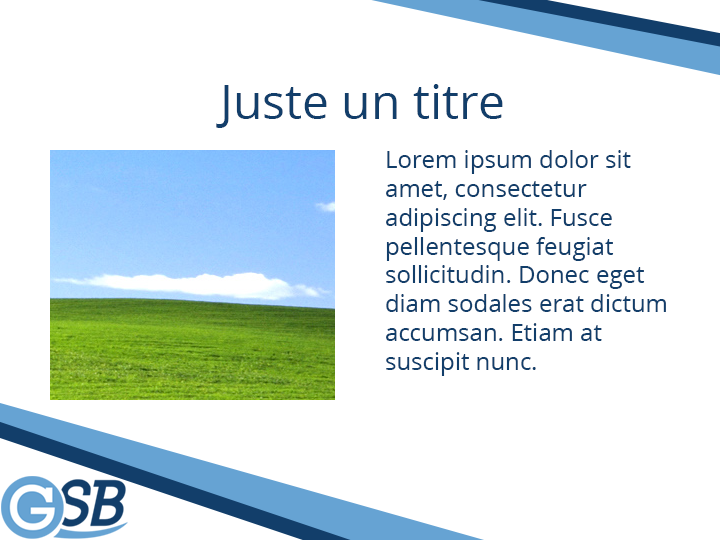 Juste un titre
Lorem ipsum dolor sit
amet, consectetur
adipiscing elit. Fusce
pellentesque feugiat
sollicitudin. Donec eget
diam sodales erat dictum
accumsan. Etiam at
suscipit nunc.
GSB